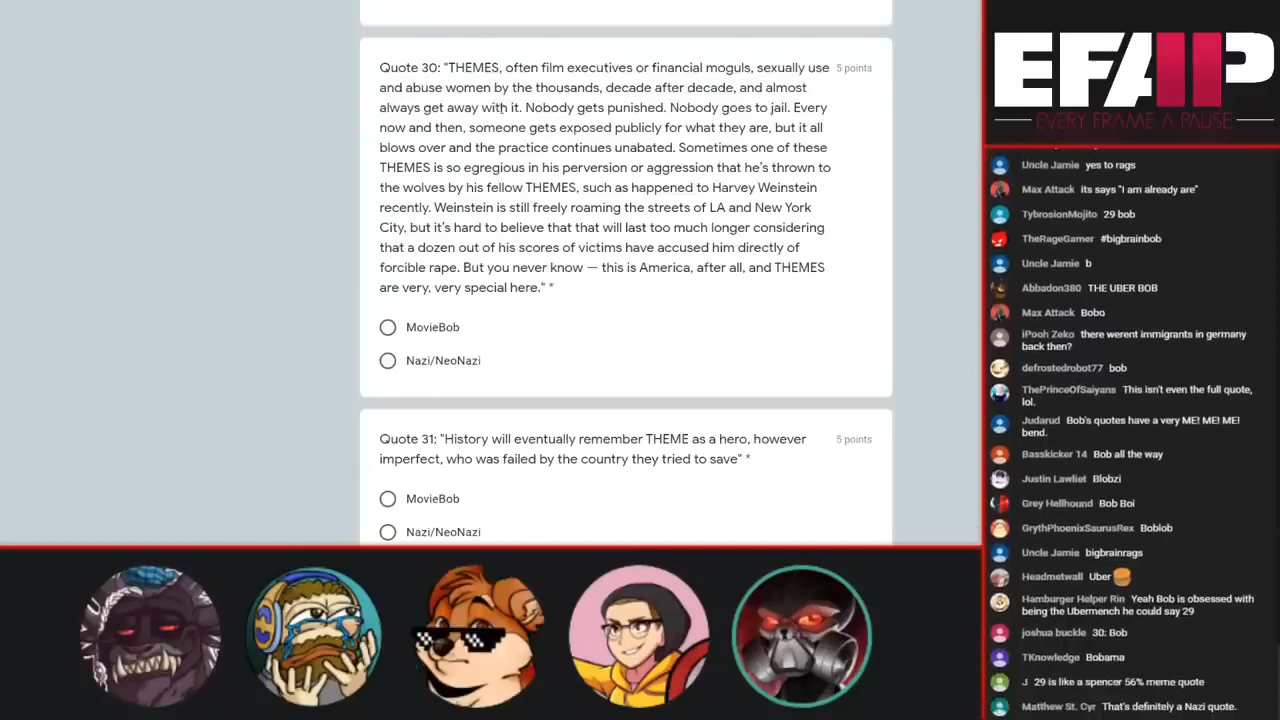 Quote 30: "THEMES, often film executives or financial moguls, sexually use 5 points
and abuse women by the thousands, decade after decade, and almost
always get away with it. Nobody gets punished. Nobody goes to jail. Every
now and then, someone gets exposed publicly for what they are, but it all
blows over and the practice continues unabated. Sometimes one of these
THEMES is so egregious in his perversion or aggression that he's thrown to
the wolves by his fellow THEMES, such as happened to Harvey Weinstein
recently. Weinstein is still freely roaming the streets of LA and New York
City, but it's hard to believe that that will last too much longer considering
that a dozen out of his scores of victims have accused him directly of
forcible rape. But you never know — this is America, after all, and THEMES
are very, very special here." *
MovieBob
Nazi/NeoNazi
Quote 31: "History will eventually remember THEME as a hero, however 5 points
imperfect, who was failed by the country they tried to save" *
MovieBob
Nazi/NeoNazi
EFAP
EVERY FRAME A PAUSE
Uncle Jamie yes to rags
Max Attack its says "I am already are"
TybrosionMojito 29 bob
TheRageGamer #bigbrainbob
Uncle Jamie b
Abbadon380 THE UBER BOB
Max Attack Bobo
iPooh Zeko there werent immigrants in germany
back then?
defrostedrobot77 bob
ThePrinceOfSaiyans This isn't even the full quote,
lol.
Judarud Bob's quotes have a very ME! ME! ME!
bend.
Basskicker 14 Bob all the way
Justin Lawliet Blobzi
Grey Hellhound Bob Boi
GrythPhoenixSaurusRex Boblob
Uncle Jamie bigbrainrags
Headmetwall Uber
Hamburger Helper Rin Yeah Bob is obsessed with
being the Ubermench he could say 29
joshua buckle 30: Bob
TKnowledge Bobama
J 29 is like a spencer 56% meme quote
Matthew St. Cyr That's definitely a Nazi quote.